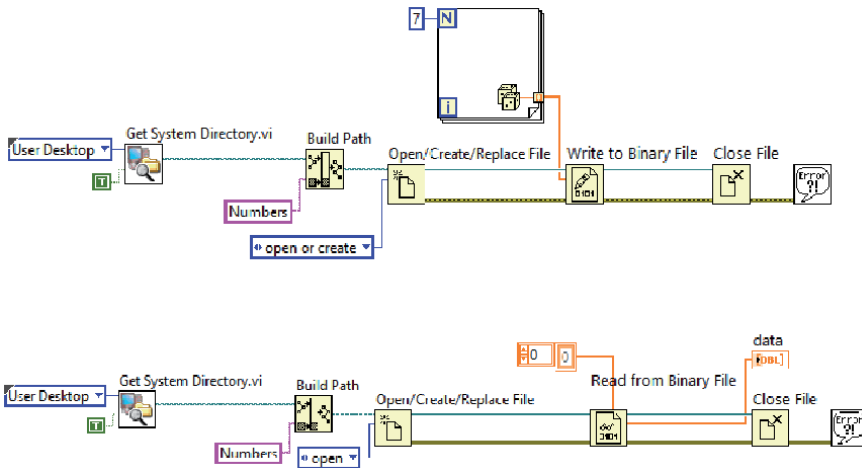 7
N
i
Get System Directory.vi
Build Path
User Desktop
Open/Create/Replace File
Write to Binary File
Close File
T
Error
?!
0101
Numbers
open or create
data
0
0
DBL
Get System Directory.vi
Build Path
Read from Binary File
User Desktop
Open/Create/Replace File
Close File
T
Error
?!
0101
Numbers
open